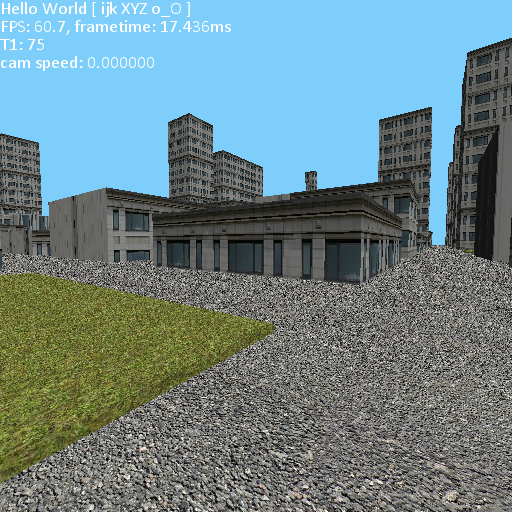 Hello World [ ijk XYZ o_O ]
FPS: 60.7, frametime: 17.436ms
T1: 75
cam speed: 0.000000